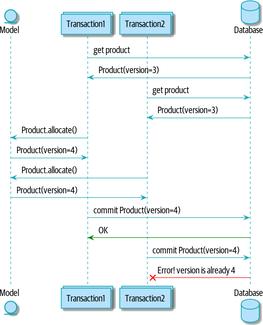 Model
Transaction1
Transaction2
Database
get product
Product(version=3)
get product
Product(version=3)
Product.allocate()
Product(version=4)
Product.allocate()
Product(version=4)
commit Product(version=4)
OK
commit Product(version=4)
Error! version is already 4
Model
Transaction1
Transaction2
Database